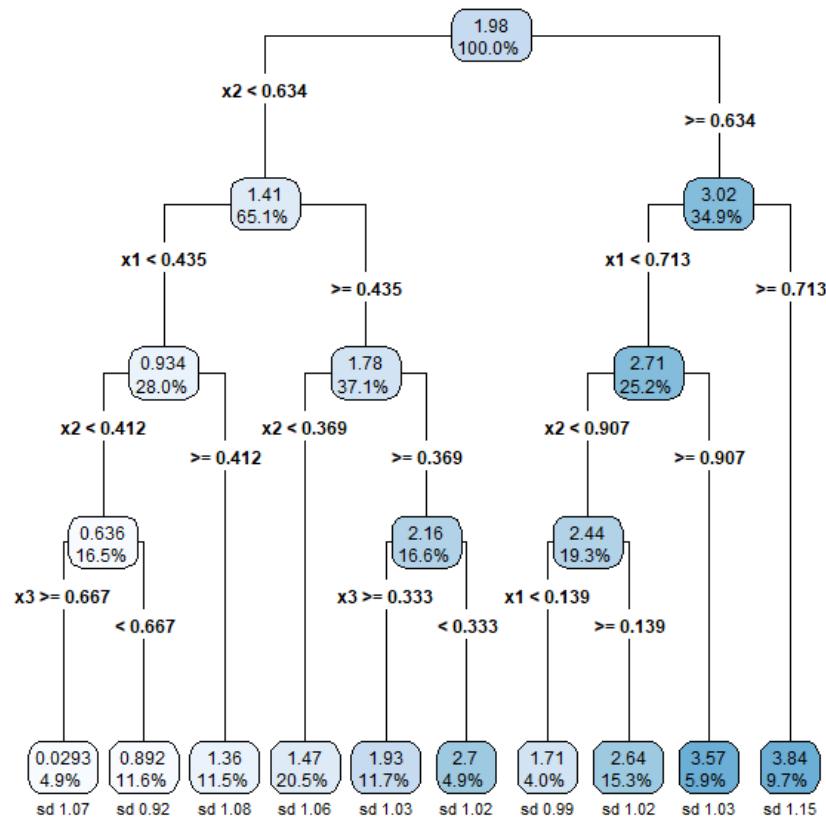 1.98
100.0%
x2 < 0.634
>= 0.634
1.41
65.1%
3.02
34.9%
x1 < 0.435
>= 0.435
x1 < 0.713
>= 0.713
0.934
28.0%
1.78
37.1%
2.71
25.2%
x2 < 0.412
>= 0.412
x2 < 0.369
>= 0.369
x2 < 0.907
>= 0.907
0.636
16.5%
2.16
16.6%
2.44
19.3%
x3 >= 0.667
< 0.667
x3 >= 0.333
< 0.333
x1 < 0.139
>= 0.139
0.0293
4.9%
sd 1.07
0.892
11.6%
sd 0.92
1.36
11.5%
sd 1.08
1.47
20.5%
sd 1.06
1.93
11.7%
sd 1.03
2.7
4.9%
sd 1.02
1.71
4.0%
sd 0.99
2.64
15.3%
sd 1.02
3.57
5.9%
sd 1.03
3.84
9.7%
sd 1.15